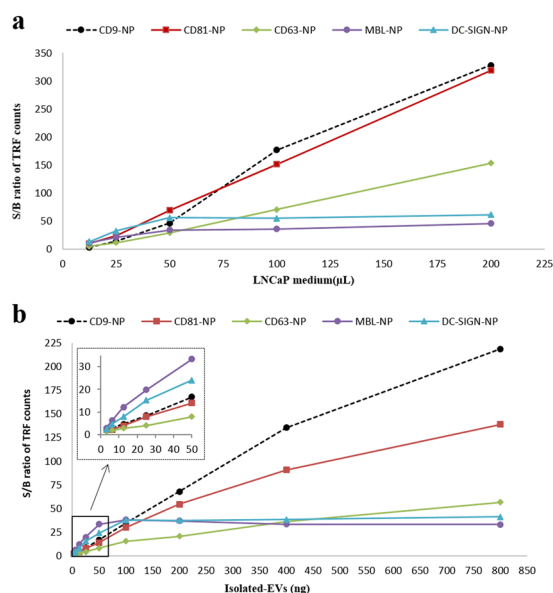 a
CD9-NP CD81-NP CD63-NP MBL-NP DC-SIGN-NP
350
300
250
200
150
100
50
0
S/B ratio of TRF counts
0 25 50 75 100 125 150 175 200 225
LNCaP medium(µL)
b
CD9-NP CD81-NP CD63-NP MBL-NP DC-SIGN-NP
225
200
175
150
125
100
75
50
25
0
S/B ratio of TRF counts
30
20
10
0
0 10 20 30 40 50
0 50 100 150 200 250 300 350 400 450 500 550 600 650 700 750 800 850
Isolated-EVs (ng)